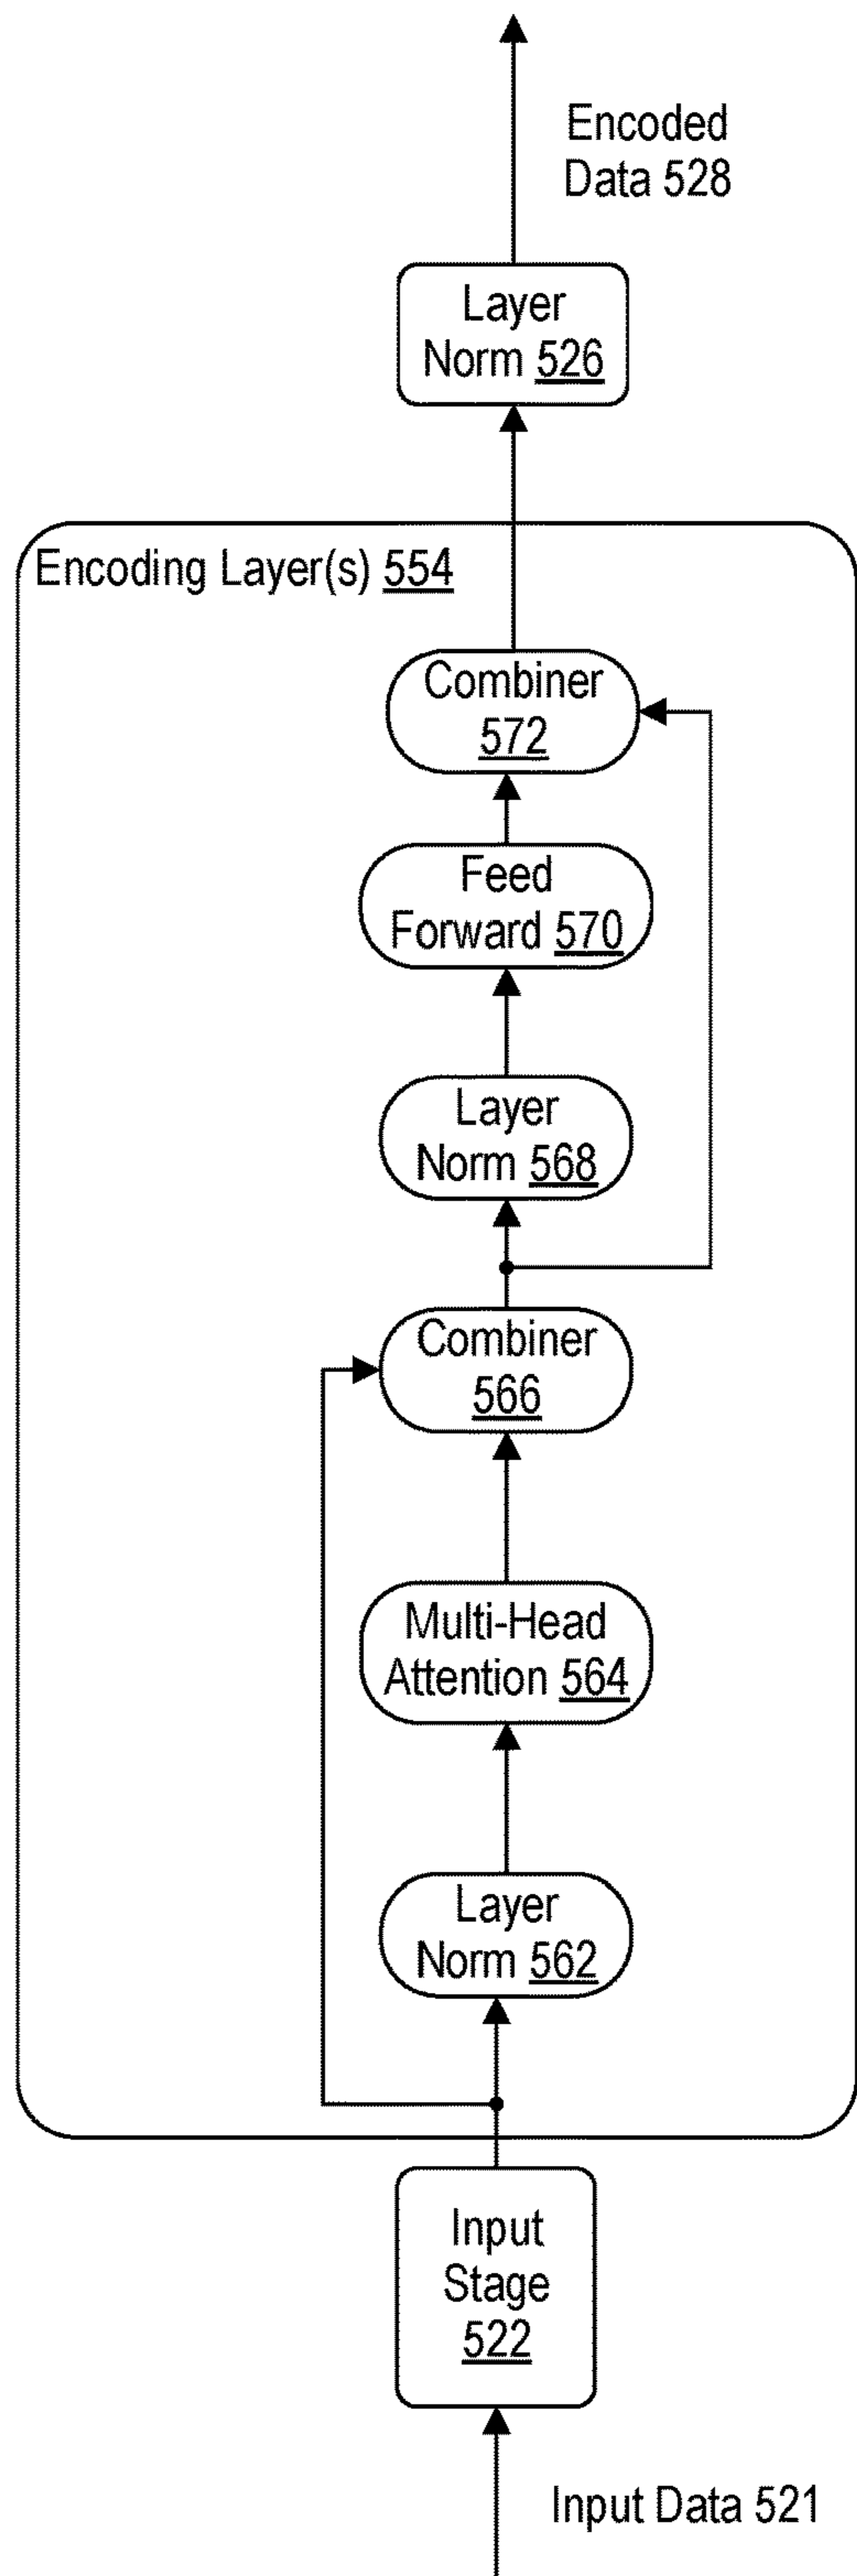 Encoded
Data 528
Layer
Norm 526
Encoding Layer(s) 554
Combiner
572
Feed
Forward 570
Layer
Norm 568
Combiner
566
Multi-Head
Attention 564
Layer
Norm 562
Input
Stage
522
Input Data 521